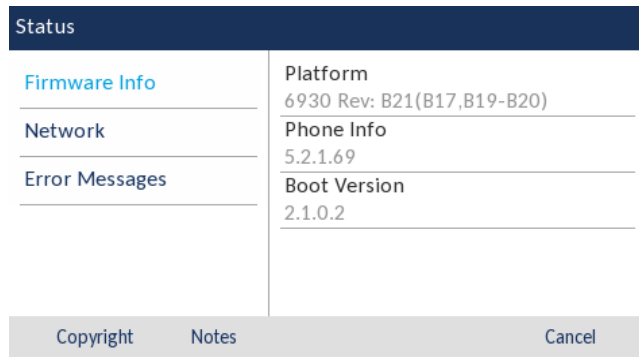 Status
Firmware Info
Network
Error Messages
Platform
6930 Rev: B21(B17,B19-B20)
Phone Info
5.2.1.69
Boot Version
2.1.0.2
Copyright Notes Cancel